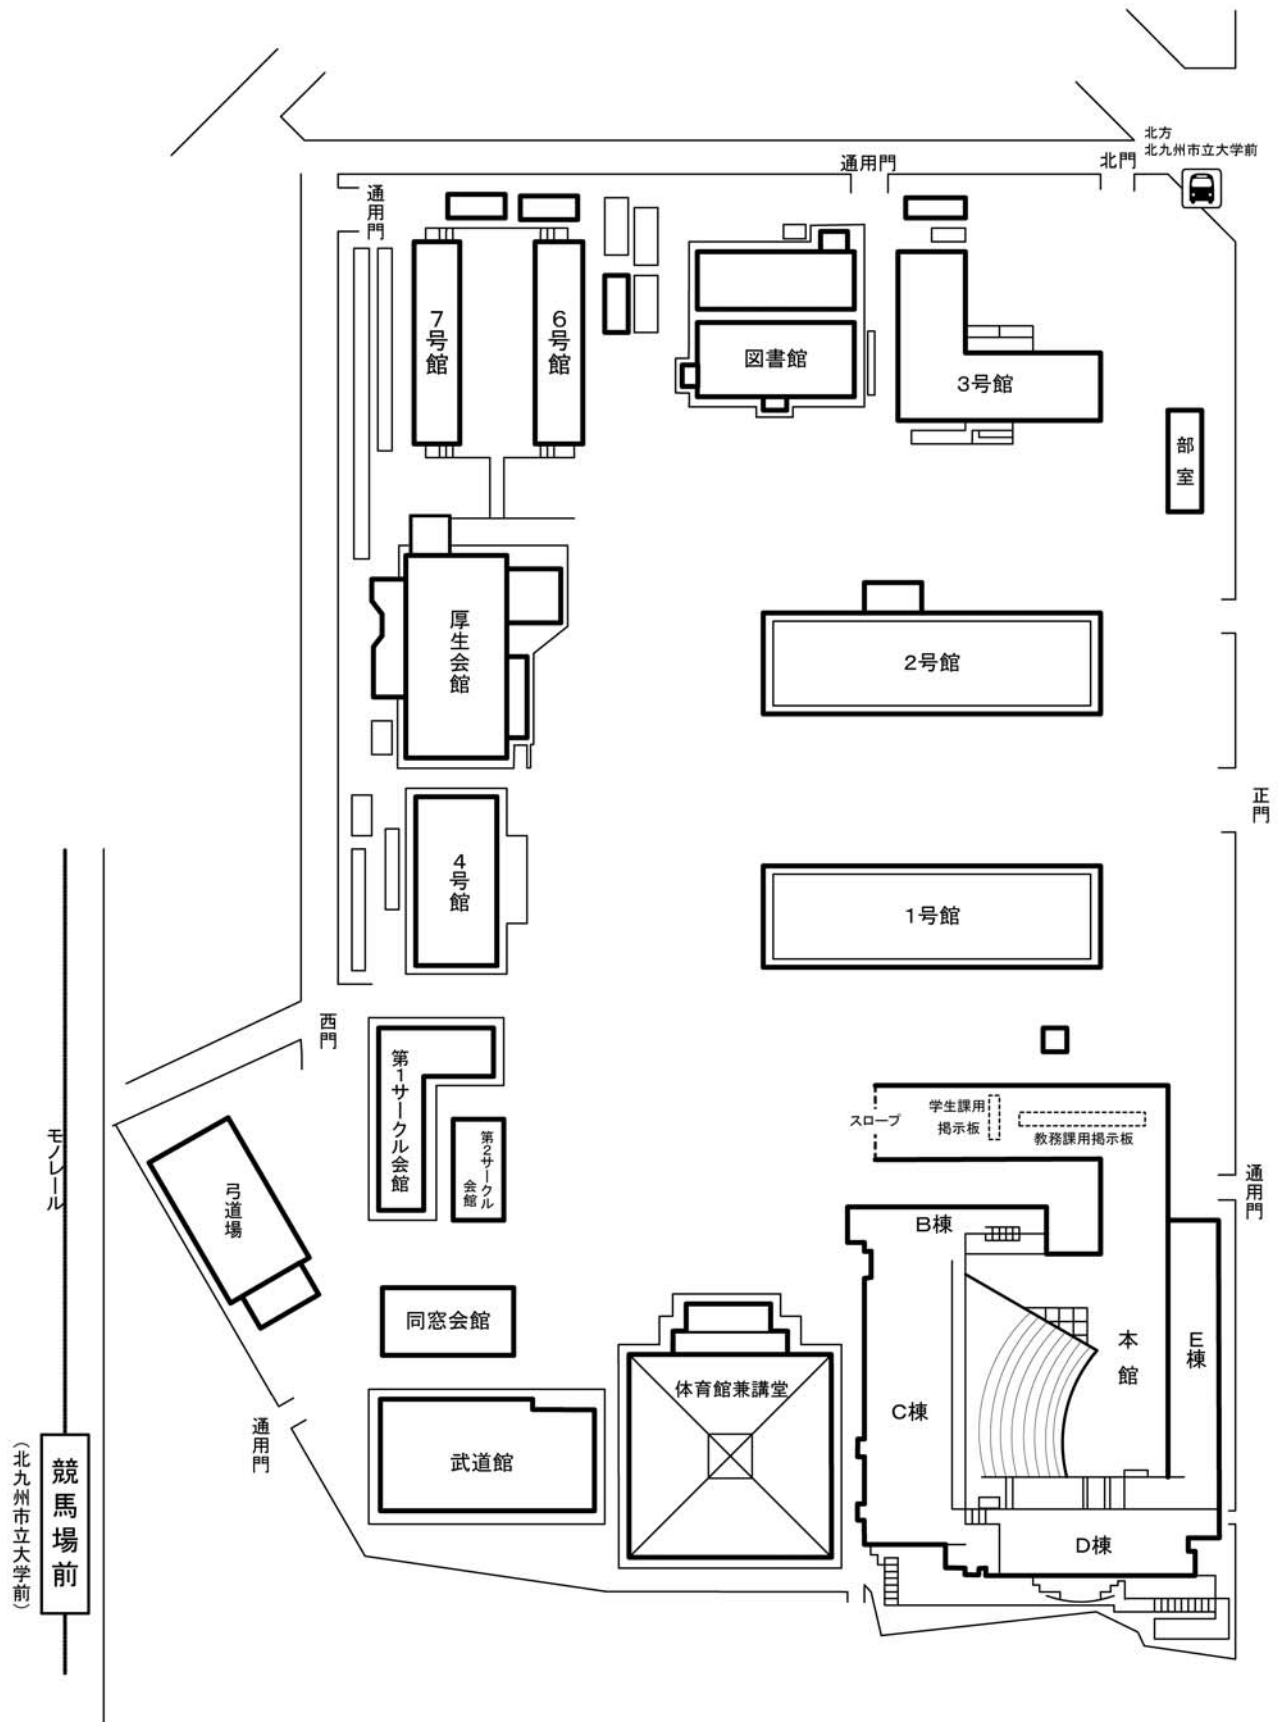 北方
北九州市立大学前
通用門
北門
通用門
7号館
6号館
図書館
3号館
部室
厚生会館
2号館
正門
4号館
1号館
西門
第1サークル会館
第2サークル
会館
スロープ
学生課用
掲示板
教務課用掲示板
通用門
モノレール
弓道場
B棟
同窓会館
体育館兼講堂
本館
E棟
C棟
通用門
武道館
D棟
競馬場前
（北九州市立大学前）